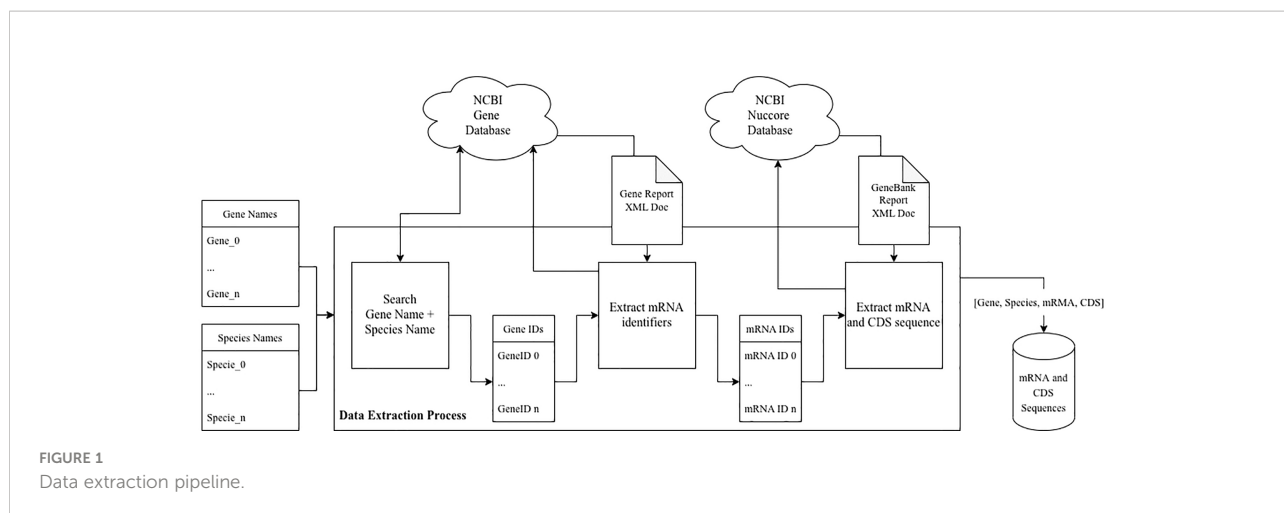 NCBI
Gene
Database
NCBI
Nuccore
Database
Gene Report
XML Doc
GeneBank
Report
XML Doc
Gene Names
Gene_0
...
Gene_n
Species Names
Specie_0
...
Specie_n
Search
Gene Name +
Species Name
Gene IDs
GeneID 0
...
GeneID n
Extract mRNA
identifiers
mRNA IDs
mRNA ID 0
...
mRNA ID n
Extract mRNA
and CDS sequence
Data Extraction Process
[Gene, Species, mRMA, CDS]
mRNA and
CDS
Sequences
FIGURE 1
Data extraction pipeline.